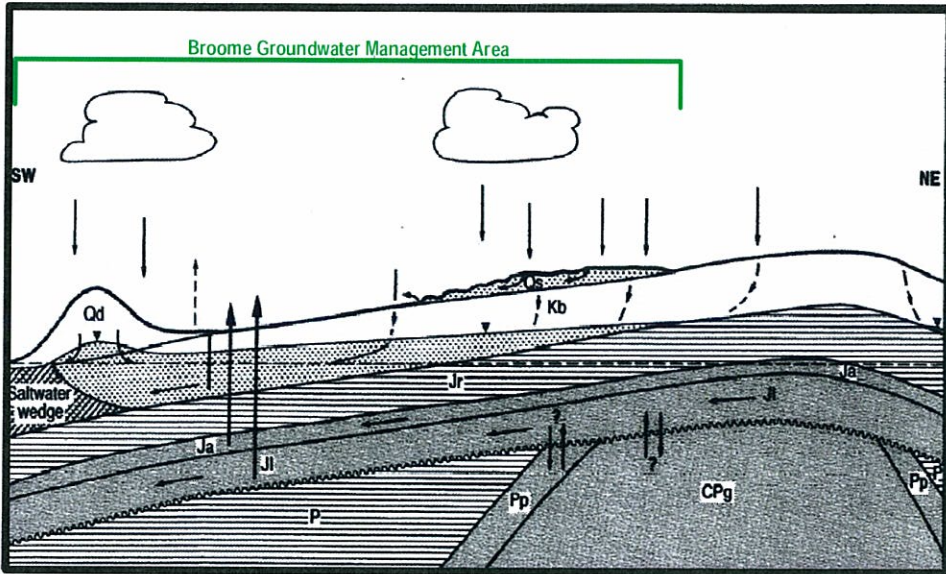 Broome Groundwater Management Area
SW
NE
Qd
Qs
Kb
Saltwater
wedge
Jr
Ja
Jl
?
Ja
Jl
?
Pp
CPg
Pp
P
P